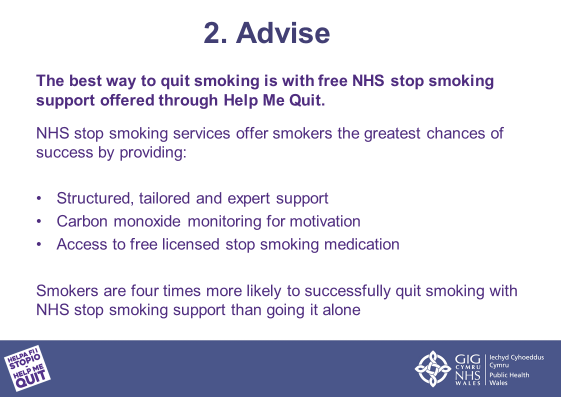 2. Advise
The best way to quit smoking is with free NHS stop smoking
support offered through Help Me Quit.
NHS stop smoking services offer smokers the greatest chances of
success by providing:
• Structured, tailored and expert support
• Carbon monoxide monitoring for motivation
• Access to free licensed stop smoking medication
Smokers are four times more likely to successfully quit smoking with
NHS stop smoking support than going it alone
HELPA FI I
STOPIO
HELP ME
QUIT
GIG
CYMRU
NHS
WALES
Iechyd Cyhoeddus
Cymru
Public Health
Wales